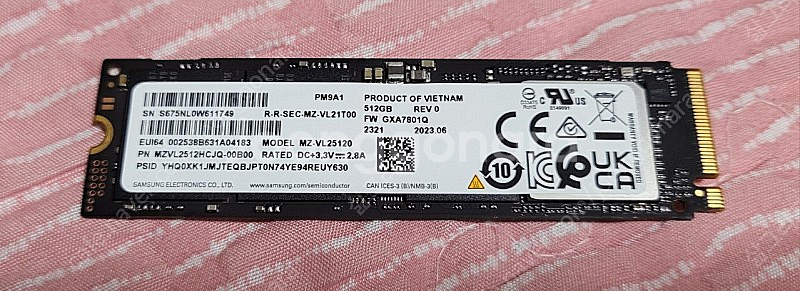 PM9A1
PRODUCT OF VIETNAM
SN S675NL0W611749
R-R-SEC-MZ-VL21T00
512GB REV 0
FW GXA7801Q
2321 2023.06
EUI64 002538B631A04183
MODEL MZ-VL25120
PN MZVL2512HCJQ-00B00 RATED DC+3.3V⎓2.8A
PSID YHQ0XK1JMJTEQBJPT0N74YE94REUY630
SAMSUNG ELECTRONICS CO., LTD.
www.samsung.com/semiconductor
CAN ICES-3 (B)/NMB-3(B)
10
UK
CA